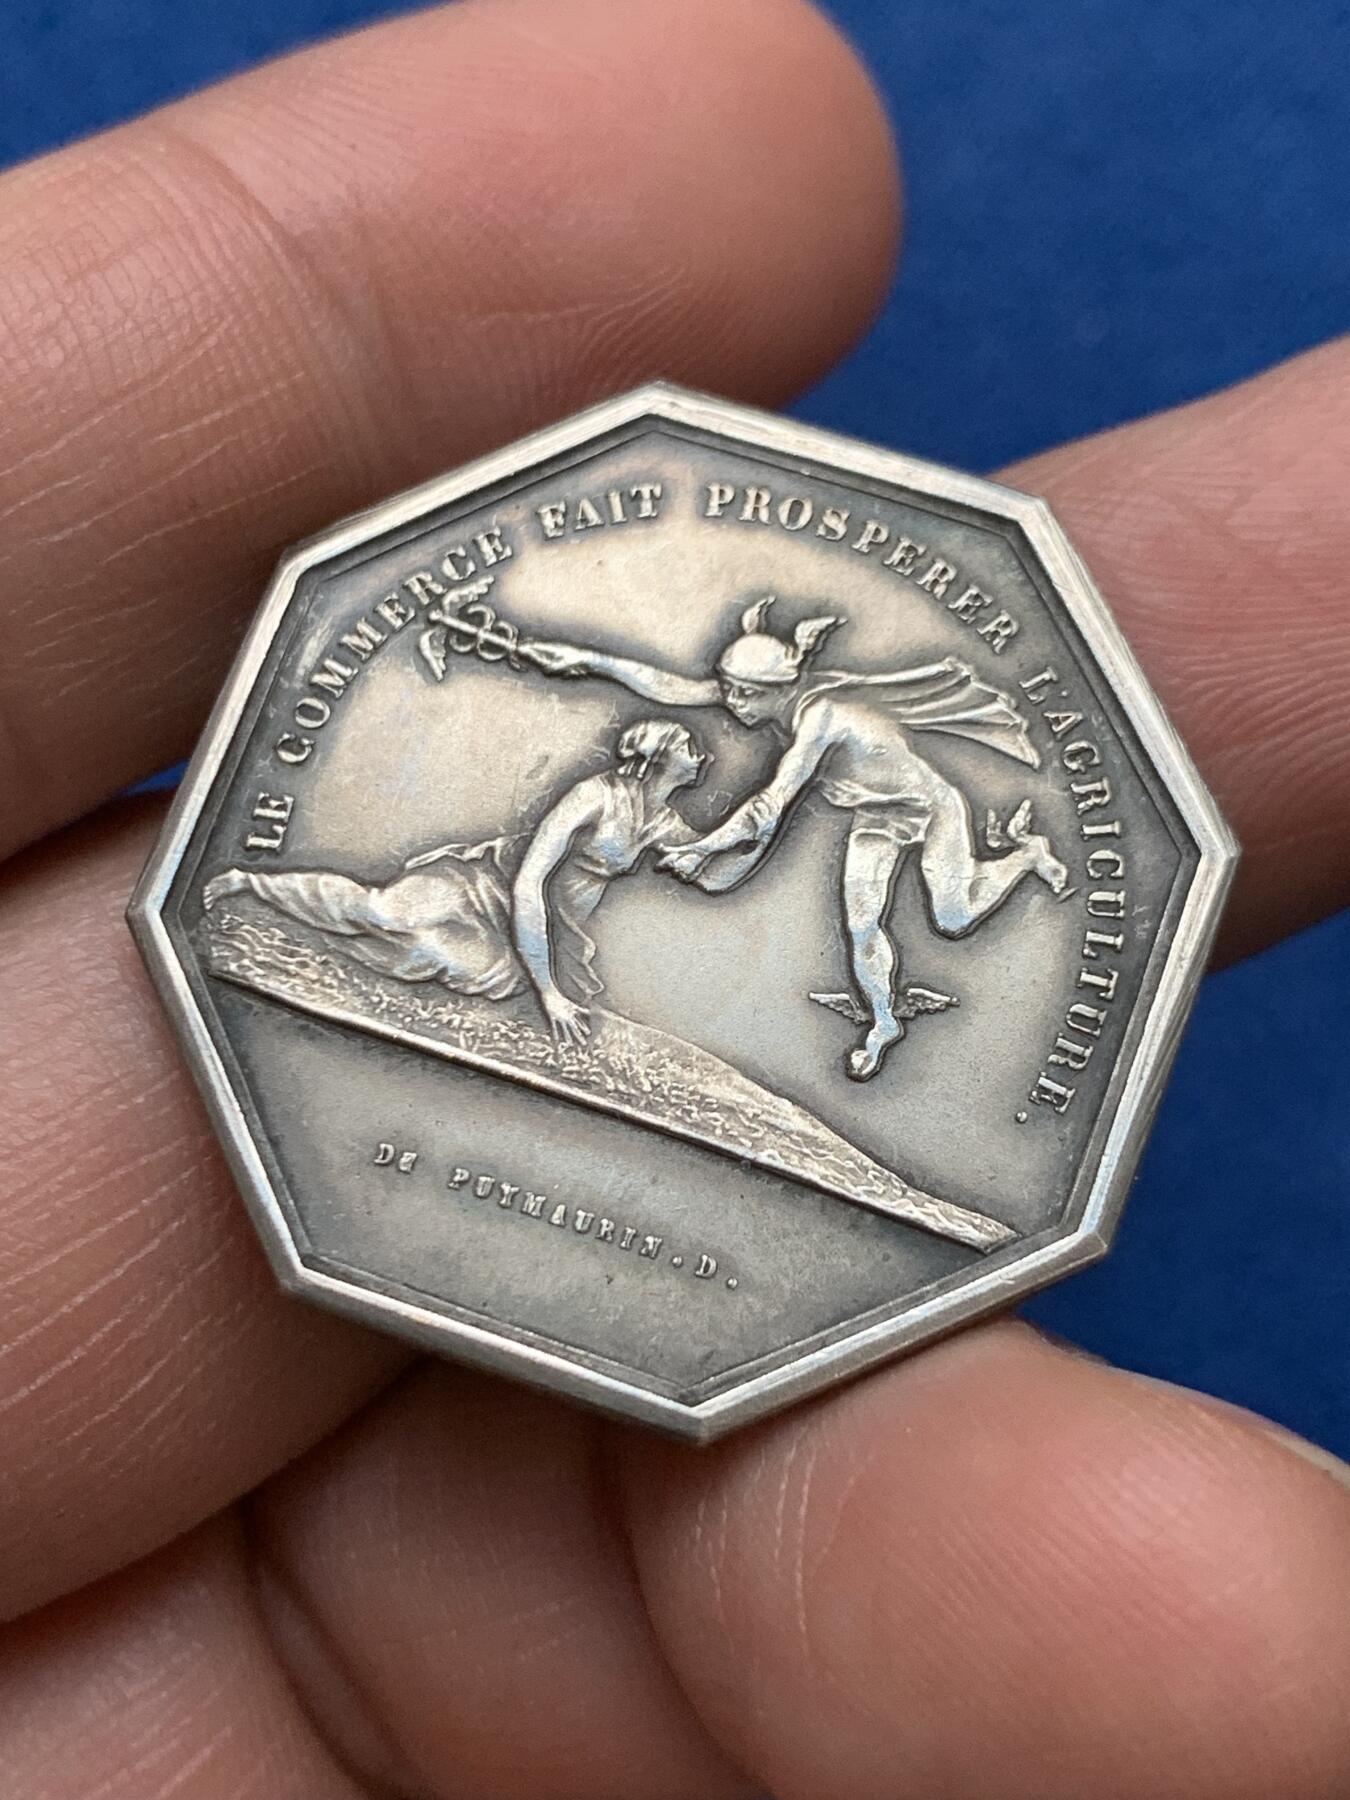 LE COMMERCE FAIT PROSPERER L'AGRICULTURE.
DE PUYMAURIN. D.